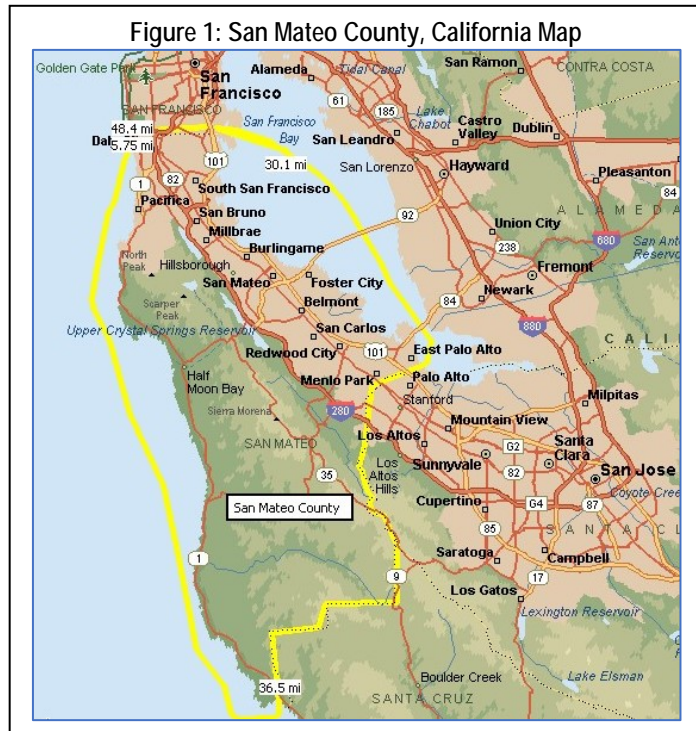 Figure 1: San Mateo County, California Map
Golden Gate Park
San Francisco
SAN FRANCISCO
Alameda
Tidal Canal
San Ramon
CONTRA COSTA
61
185
Lake Chabot
Castro Valley
Dublin
48.4 mi
5.75 mi
San Francisco Bay
San Leandro
30.1 mi
San Lorenzo
Hayward
Pleasanton
84
1
82
101
South San Francisco
Pacifica
San Bruno
Millbrae
92
Union City
ALAMEDA
238
680
North Peak
Hillsborough
Burlingame
San Mateo
Foster City
Fremont
Scarper Peak
Belmont
84
Newark
Upper Crystal Springs Reservoir
San Carlos
880
Redwood City
101
East Palo Alto
Half Moon Bay
Menlo Park
Palo Alto
Stanford
Milpitas
Sierra Morena
280
SAN MATEO
Mountain View
Los Altos
G2
Santa Clara
Sunnyvale
82
San Jose
35
Los Altos Hills
Cupertino
G4
87
San Mateo County
85
Saratoga
Campbell
1
9
17
Los Gatos
Lexington Reservoir
36.5 mi
Boulder Creek
Lake Elsman
SANTA CRUZ